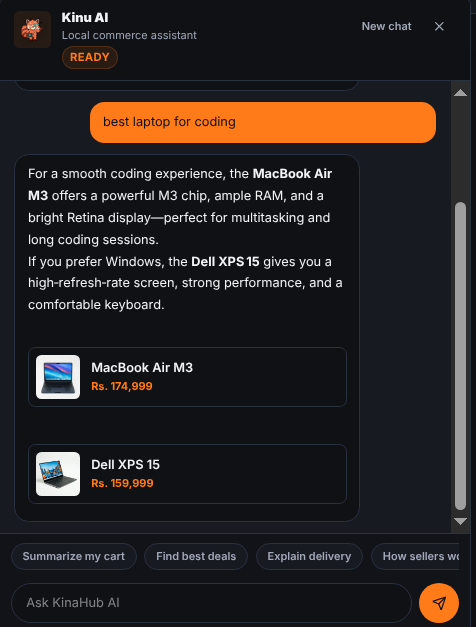 Kinu AI
Local commerce assistant
READY
New chat
best laptop for coding
For a smooth coding experience, the MacBook Air
M3 offers a powerful M3 chip, ample RAM, and a
bright Retina display—perfect for multitasking and
long coding sessions.
If you prefer Windows, the Dell XPS 15 gives you a
high-refresh-rate screen, strong performance, and a
comfortable keyboard.
MacBook Air M3
Rs. 174,999
Dell XPS 15
Rs. 159,999
Summarize my cart
Find best deals
Explain delivery
How sellers
Ask KinaHub AI